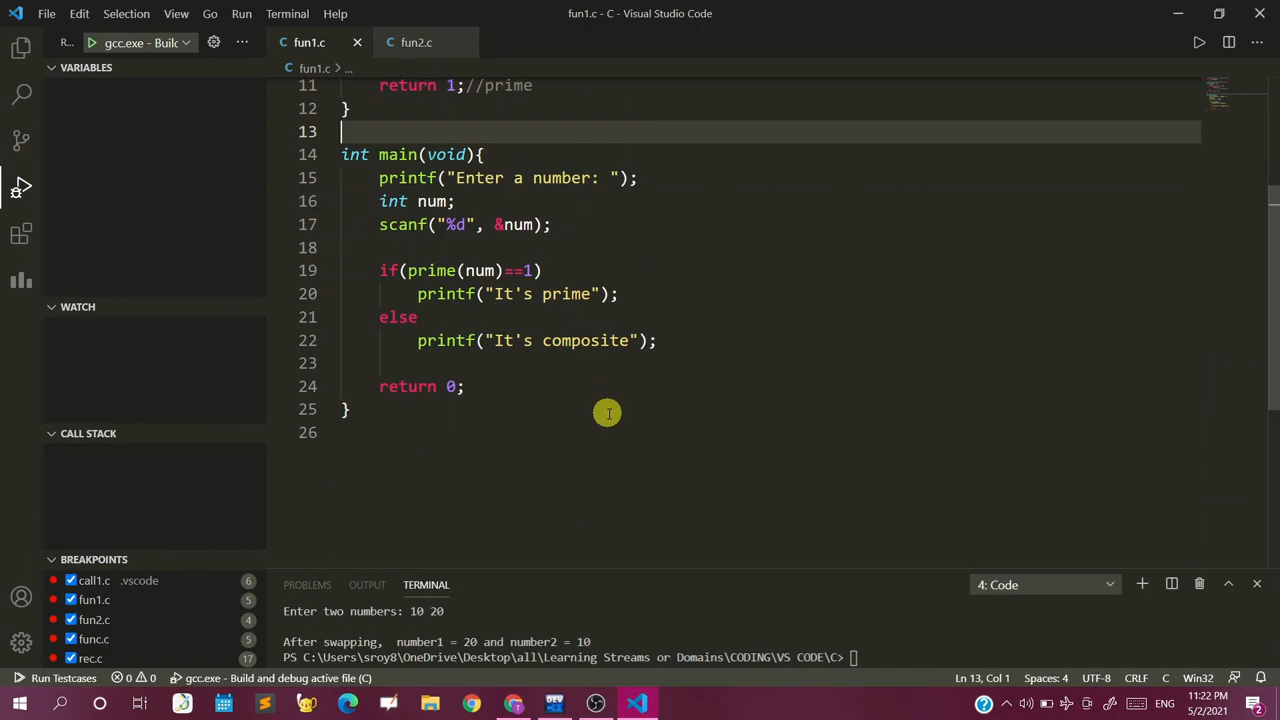 File Edit Selection View Go Run Terminal Help
fun1.c - C - Visual Studio Code
R... gcc.exe - Build ...
fun1.c fun2.c
VARIABLES
fun1.c > ...
11 return 1;//prime
12 }
13
14 int main(void){
15 printf("Enter a number: ");
16 int num;
17 scanf("%d", &num);
18
19 if(prime(num)==1)
20 printf("It's prime");
21 else
22 printf("It's composite");
23
24 return 0;
25 }
26
WATCH
CALL STACK
BREAKPOINTS
call1.c .vscode 6
fun1.c 5
fun2.c 4
func.c 5
rec.c 17
PROBLEMS OUTPUT TERMINAL 4: Code
Enter two numbers: 10 20
After swapping, number1 = 20 and number2 = 10
PS C:\Users\sroy8\OneDrive\Desktop\all\Learning Streams or Domains\CODING\VS CODE\C>
Run Testcases 0 0 gcc.exe - Build and debug active file (C) Ln 13, Col 1 Spaces: 4 UTF-8 CRLF C Win32
ENG 11:22 PM
5/2/2021 2